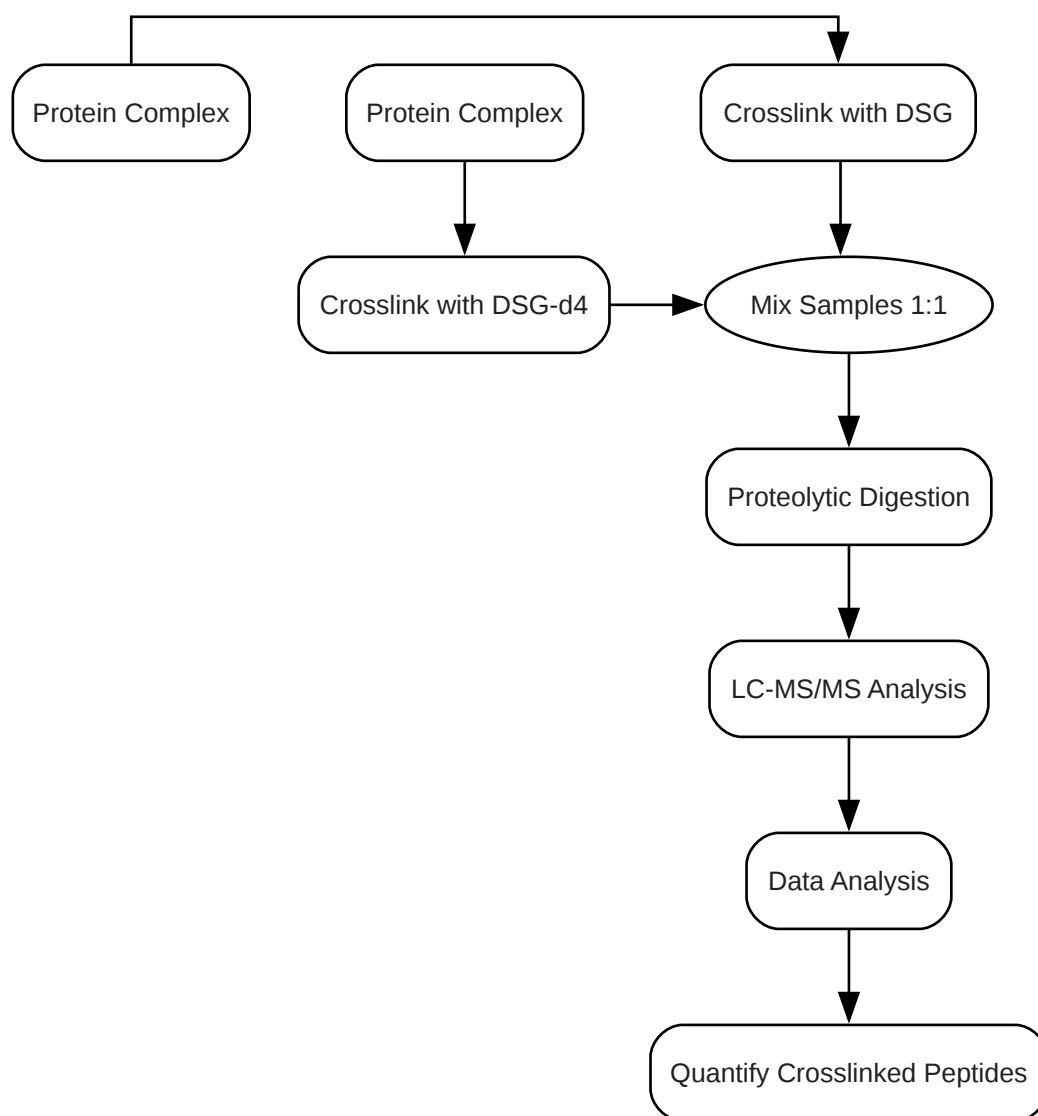 Protein Complex
Protein Complex
Crosslink with DSG
Crosslink with DSG-d4
Mix Samples 1:1
Proteolytic Digestion
LC-MS/MS Analysis
Data Analysis
Quantify Crosslinked Peptides